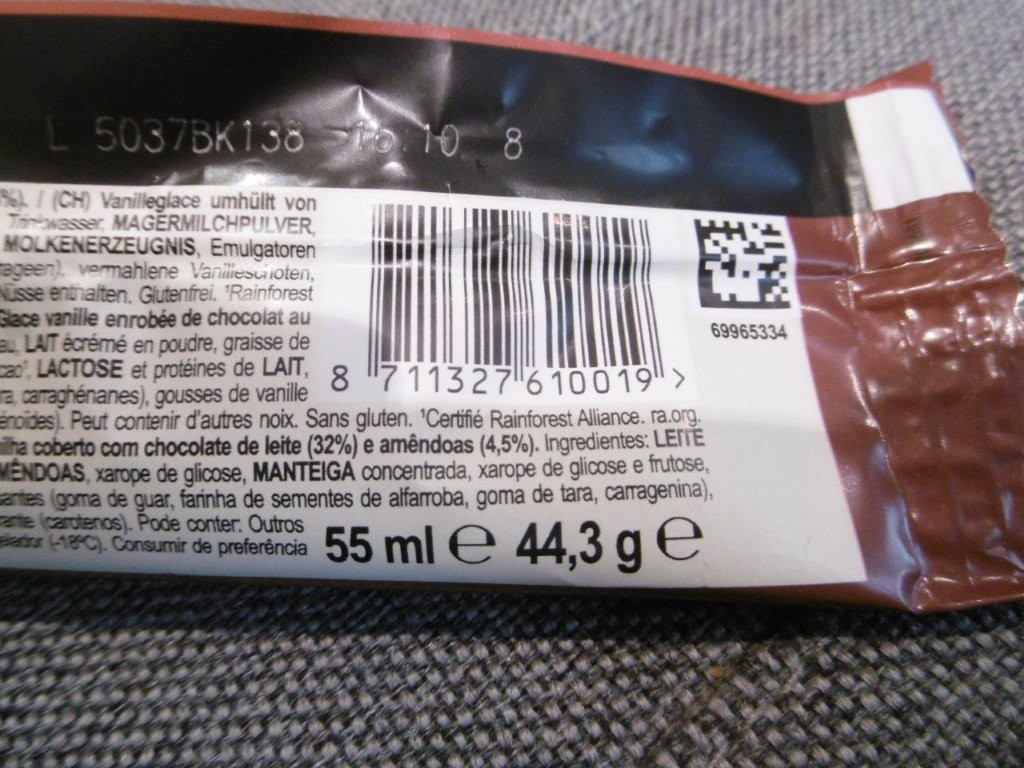 L 5037BK138 16:10 8
%). / (CH) Vanilleglace umhüllt von
Trinkwasser, MAGERMILCHPULVER,
MOLKENERZEUGNIS, Emulgatoren
vermahlene Vanilleschoten,
Nüsse enthalten. Glutenfrei. ¹Rainforest
Glace vanille enrobée de chocolat au
LAIT écrémé en poudre, graisse de
LACTOSE et protéines de LAIT,
carraghénanes), gousses de vanille
Peut contenir d'autres noix. Sans gluten. ¹Certifié Rainforest Alliance. ra.org.
coberto com chocolate de leite (32%) e amêndoas (4,5%). Ingredientes: LEITE
AMÊNDOAS, xarope de glicose, MANTEIGA concentrada, xarope de glicose e frutose,
(goma de guar, farinha de sementes de alfarroba, goma de tara, carragenina),
(carotenos). Pode conter: Outros
(-18ºC). Consumir de preferência
8 711327 610019 >
69965334
55 ml e 44,3 g e